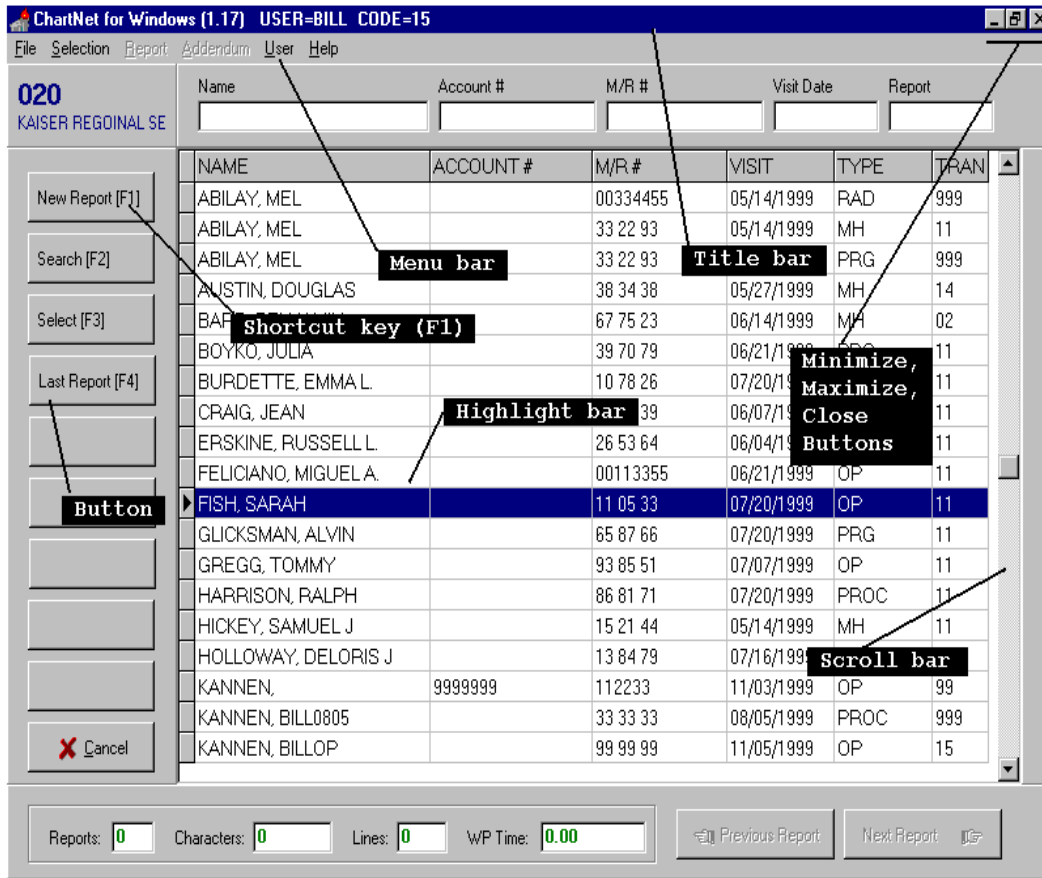 ChartNet for Windows (1.17) USER=BILL CODE=15
File Selection Report Addendum User Help
020
KAISER REGOINAL SE
Name Account # M/R # Visit Date Report
NAME ACCOUNT # M/R # VISIT TYPE TRAN
New Report [F1]
Search [F2]
Select [F3]
Last Report [F4]
Cancel
ABILAY, MEL 00334455 05/14/1999 RAD 999
ABILAY, MEL 33 22 93 05/14/1999 MH 11
ABILAY, MEL 33 22 93 PRG 999
AUSTIN, DOUGLAS 38 34 38 05/27/1999 MH 14
67 75 23 06/14/1999 MH 02
BOYKO, JULIA 39 70 79 11
BURDETTE, EMMA L. 10 78 26 11
CRAIG, JEAN 39 11
ERSKINE, RUSSELL L. 26 53 64 11
FELICIANO, MIGUEL A. 00113355 06/21/1999 OP 11
FISH, SARAH 11 05 33 07/20/1999 OP 11
GLICKSMAN, ALVIN 65 87 66 07/20/1999 PRG 11
GREGG, TOMMY 93 85 51 07/07/1999 OP 11
HARRISON, RALPH 86 81 71 07/20/1999 PROC 11
HICKEY, SAMUEL J 15 21 44 05/14/1999 MH 11
HOLLOWAY, DELORIS J 13 84 79
KANNEN, 9999999 112233 11/03/1999 OP 99
KANNEN, BILL0805 33 33 33 08/05/1999 PROC 999
KANNEN, BILLOP 99 99 99 11/05/1999 OP 15
Menu bar
Title bar
Shortcut key (F1)
Minimize,
Maximize,
Close
Buttons
Highlight bar
Button
Scroll bar
Reports: 0 Characters: 0 Lines: 0 WP Time: 0.00
Previous Report
Next Report